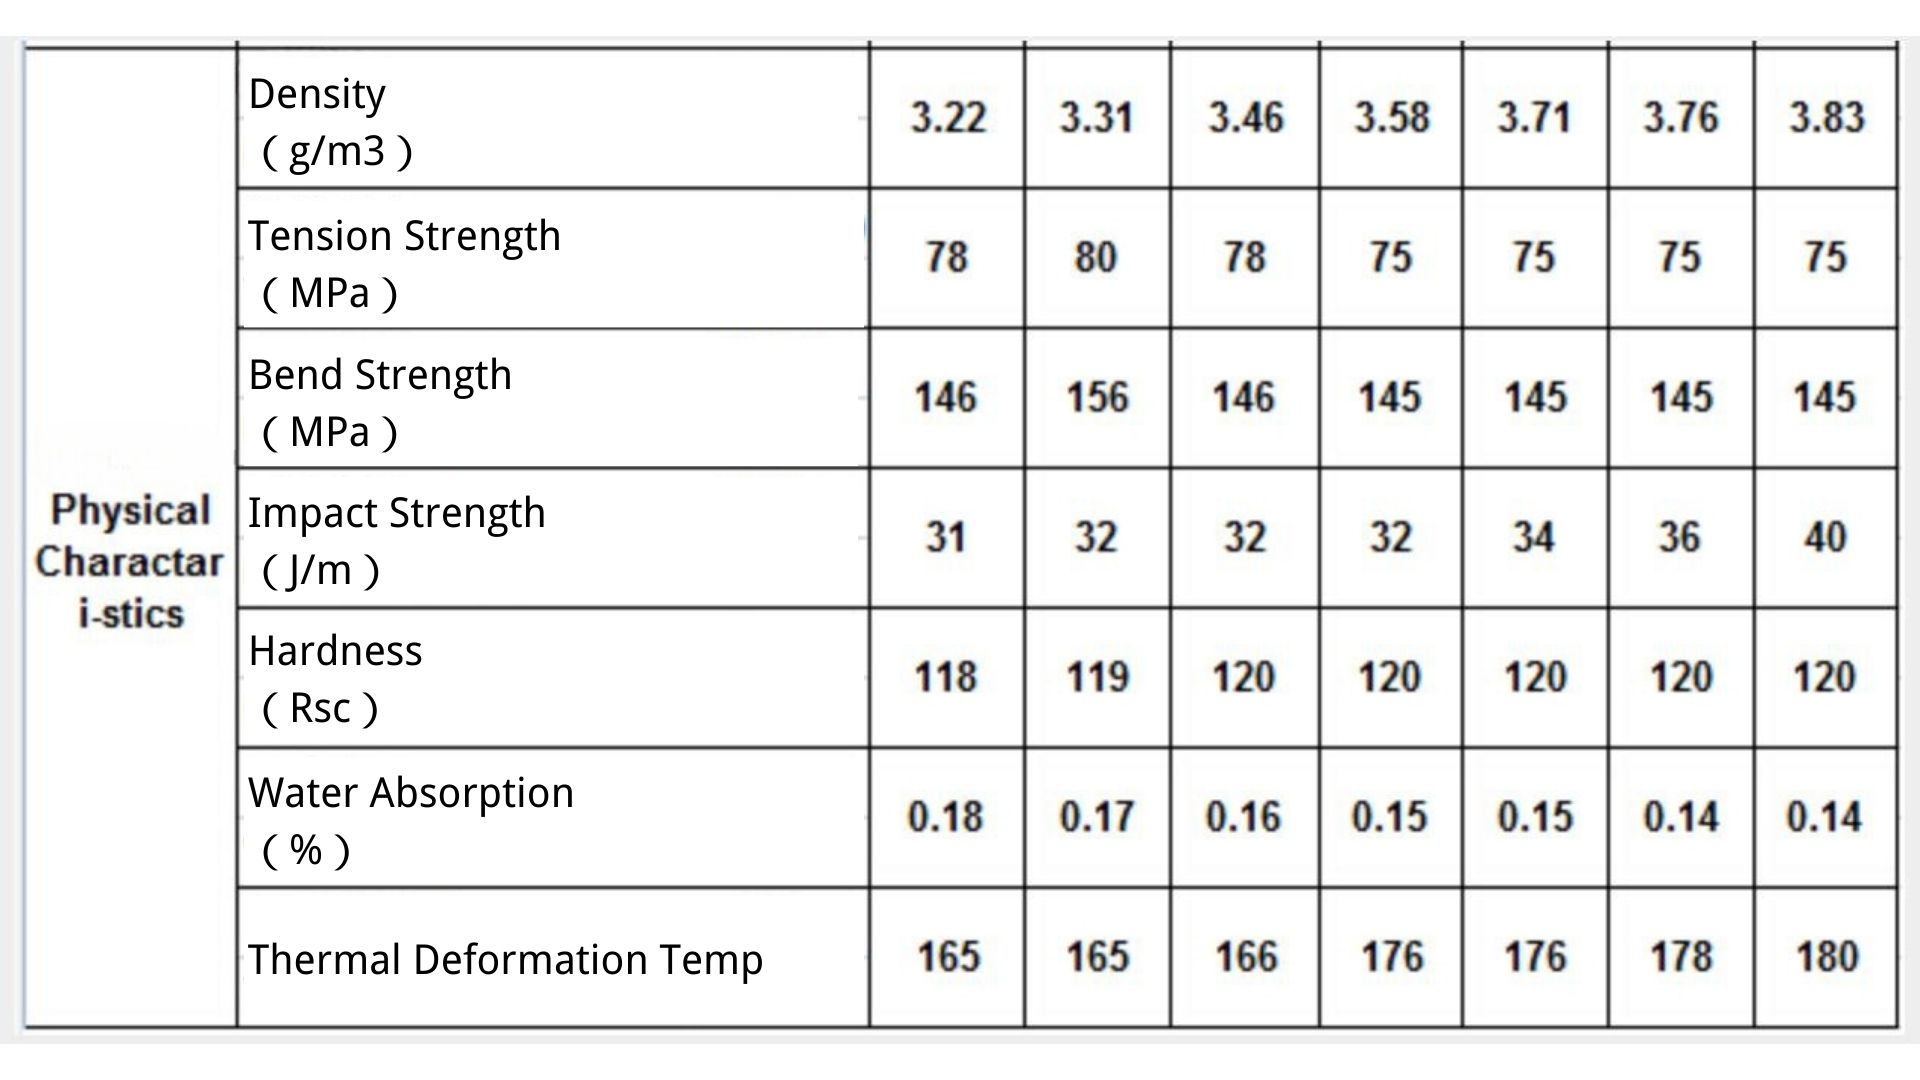 Density
（g/m3） 3.22 3.31 3.46 3.58 3.71 3.76 3.83
Tension Strength
（MPa） 78 80 78 75 75 75 75
Bend Strength
（MPa） 146 156 146 145 145 145 145
Physical
Charactar
i-stics
Impact Strength
（J/m） 31 32 32 32 34 36 40
Hardness
（Rsc） 118 119 120 120 120 120 120
Water Absorption
（%） 0.18 0.17 0.16 0.15 0.15 0.14 0.14
Thermal Deformation Temp 165 165 166 176 176 178 180